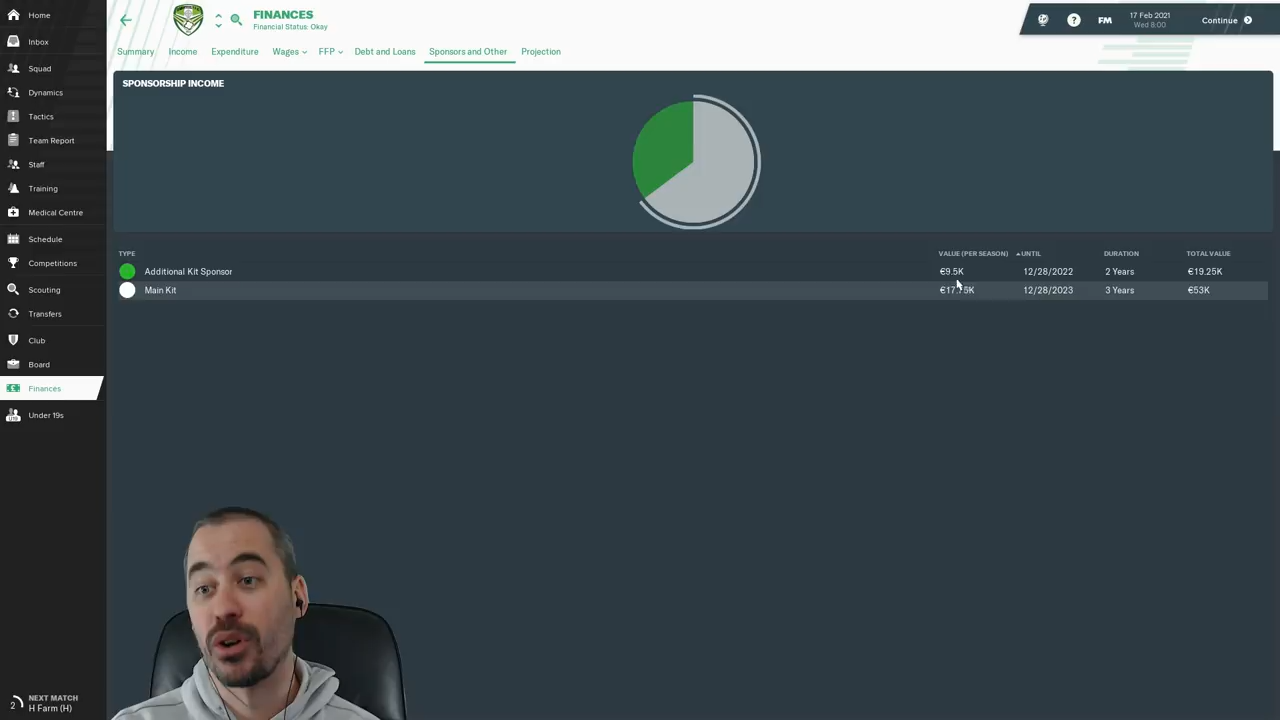 Home
Inbox
Squad
Dynamics
Tactics
Team Report
Staff
Training
Medical Centre
Schedule
Competitions
Scouting
Transfers
Club
Board
Finances
Under 19s
2
NEXT MATCH
H Farm (H)
FINANCES
Financial Status: Okay
?
FM
17 Feb 2021
Wed 8:00
Continue
Summary
Income
Expenditure
Wages
FFP
Debt and Loans
Sponsors and Other
Projection
SPONSORSHIP INCOME
TYPE VALUE (PER SEASON) UNTIL DURATION TOTAL VALUE
Additional Kit Sponsor €9.5K 12/28/2022 2 Years €19.25K
Main Kit 12/28/2023 3 Years €53K